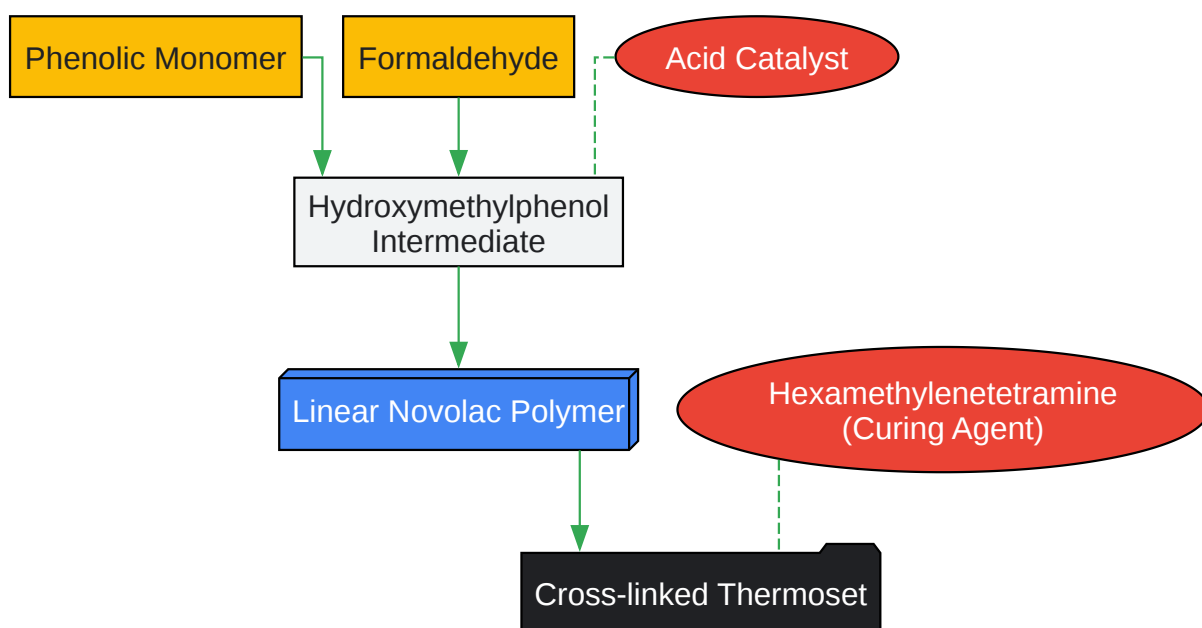 Phenolic Monomer
Formaldehyde
Acid Catalyst
Hydroxymethylphenol
Intermediate
Linear Novolac Polymer
Hexamethylenetetramine
(Curing Agent)
Cross-linked Thermoset